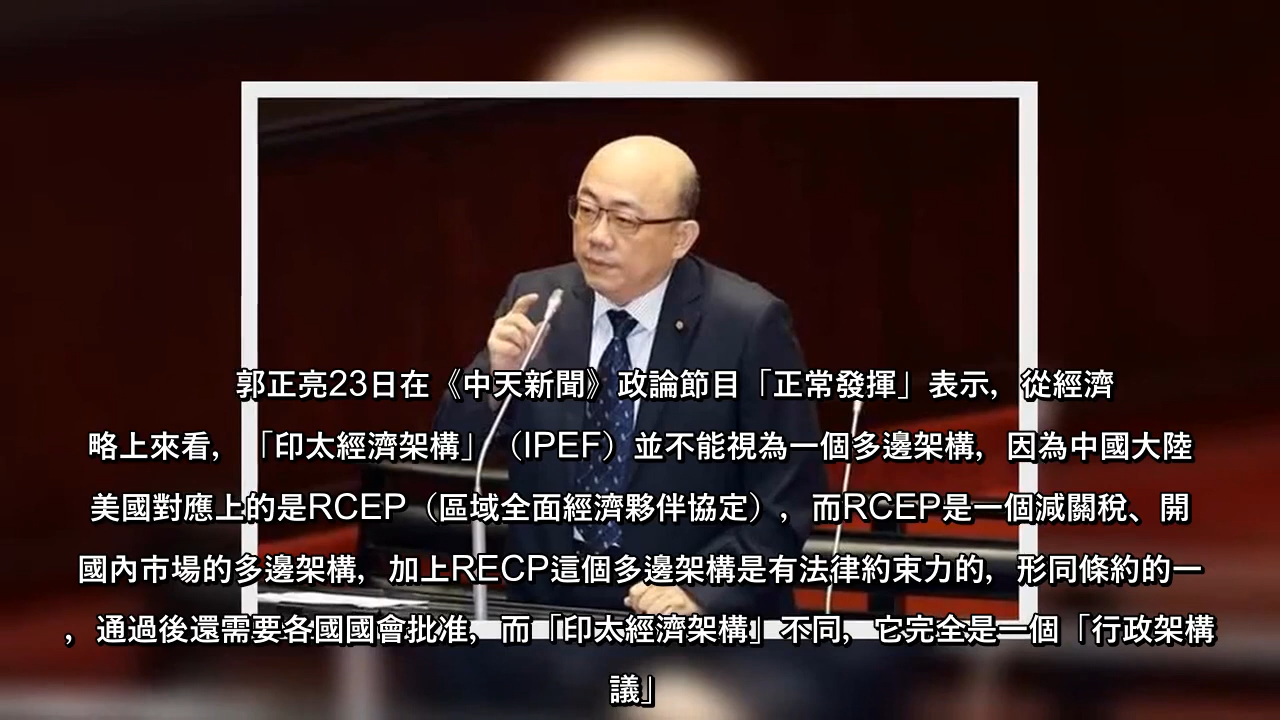 郭正亮23日在《中天新聞》政論節目「正常發揮」表示，從經濟
略上來看，「印太經濟架構」（IPEF）並不能視為一個多邊架構，因為中國大陸
美國對應上的是RCEP（區域全面經濟夥伴協定），而RCEP是一個減關稅、開
國內市場的多邊架構，加上RECP這個多邊架構是有法律約束力的，形同條約的一
，通過後還需要各國國會批准，而「印太經濟架構」不同，它完全是一個「行政架構
議」